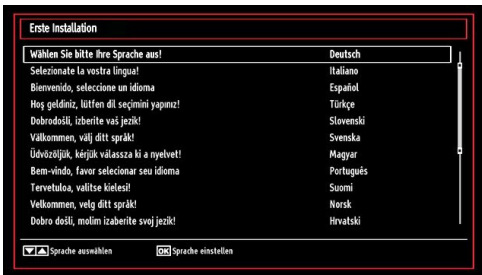 Erste Installation
Wählen Sie bitte Ihre Sprache aus! Deutsch
Selezionate la vostra lingua! Italiano
Bienvenido, seleccione un idioma Español
Hoş geldiniz, lütfen dil seçimini yapınız! Türkçe
Dobrodošli, izberite vaš jezik! Slovenski
Välkommen, välj ditt språk! Svenska
Üdvözöljük, kérjük válassza ki a nyelvet! Magyar
Bem-vindo, favor selecionar seu idioma Português
Tervetuloa, valitse kielesi! Suomi
Velkommen, velg ditt språk! Norsk
Dobro došli, molim izaberite svoj jezik! Hrvatski
Sprache auswählen OK Sprache einstellen